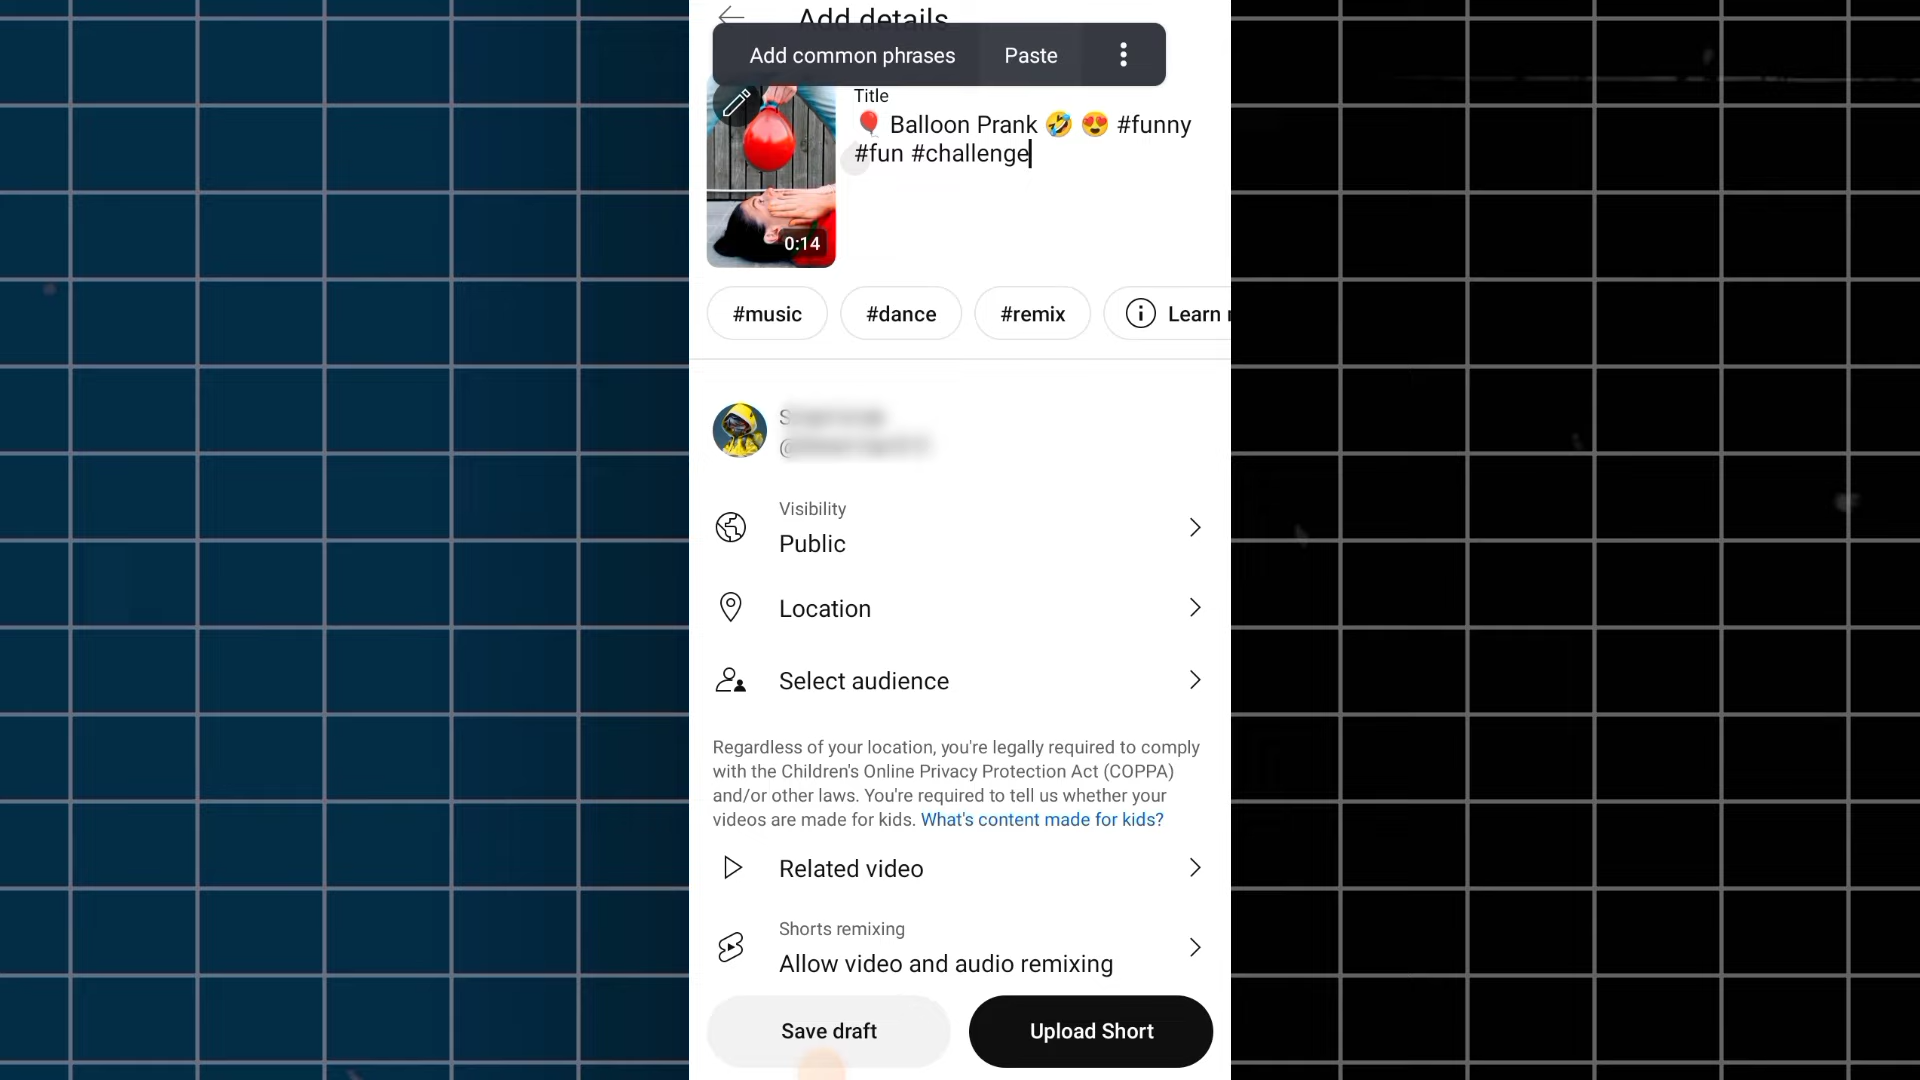 Add details
Add common phrases Paste
Title
🎈 Balloon Prank 🤣 😍 #funny
#fun #challenge
0:14
#music #dance #remix Learn
Visibility
Public
Location
Select audience
Regardless of your location, you're legally required to comply
with the Children's Online Privacy Protection Act (COPPA)
and/or other laws. You're required to tell us whether your
videos are made for kids. What's content made for kids?
Related video
Shorts remixing
Allow video and audio remixing
Save draft Upload Short